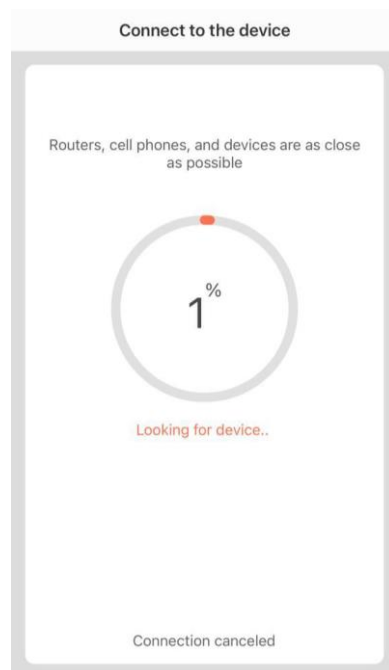 Connect to the device
Routers, cell phones, and devices are as close
as possible
1%
Looking for device..
Connection canceled